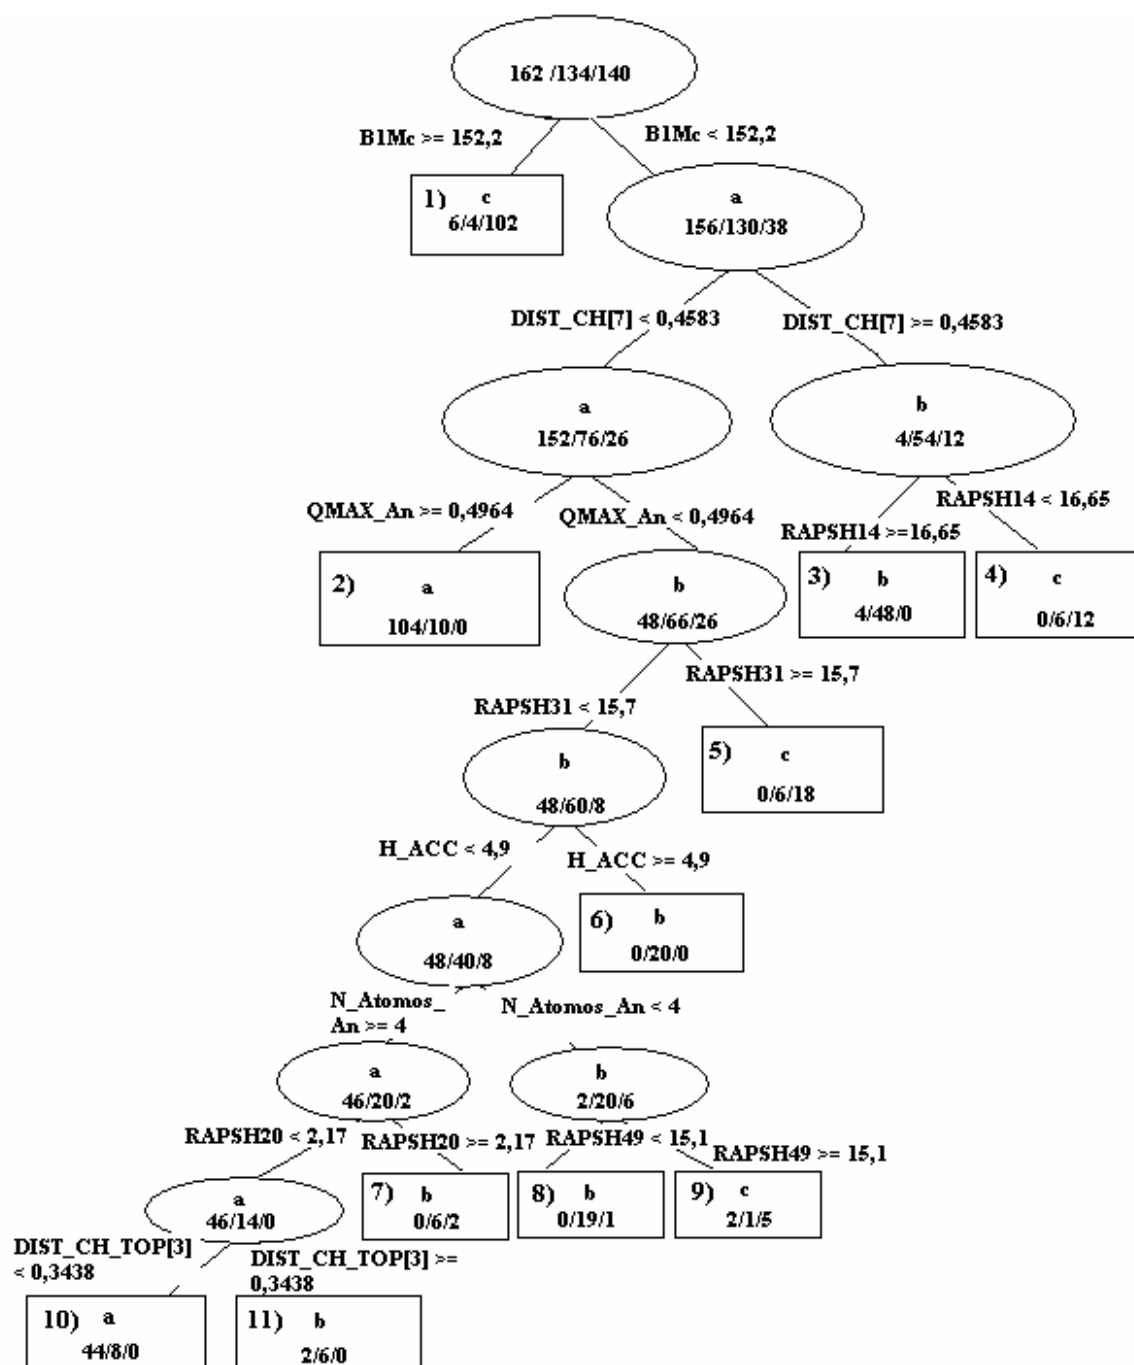 162 /134/140
B1Mc >= 152,2
B1Mc < 152,2
1) c
6/4/102
a
156/130/38
DIST_CH[7] < 0,4583
DIST_CH[7] >= 0,4583
a
152/76/26
b
4/54/12
QMAX_An >= 0,4964
QMAX_An < 0,4964
RAPSH14 >=16,65
RAPSH14 < 16,65
2) a
104/10/0
b
48/66/26
3) b
4/48/0
4) c
0/6/12
RAPSH31 < 15,7
RAPSH31 >= 15,7
b
48/60/8
5) c
0/6/18
H_ACC < 4,9
H_ACC >= 4,9
a
48/40/8
6) b
0/20/0
N_Atomos_
An >= 4
N_Atomos_An < 4
a
46/20/2
b
2/20/6
RAPSH20 < 2,17
RAPSH20 >= 2,17
RAPSH49 < 15,1
RAPSH49 >= 15,1
a
46/14/0
7) b
0/6/2
8) b
0/19/1
9) c
2/1/5
DIST_CH_TOP[3]
< 0,3438
DIST_CH_TOP[3] >=
0,3438
10) a
44/8/0
11) b
2/6/0